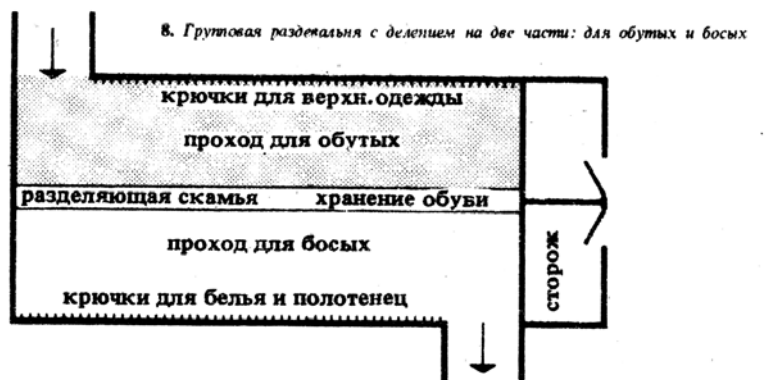 8. Групповая раздевальня с делением на две части: для обутых и босых
крючки для верхн. одежды
проход для обутых
разделяющая скамья хранение обуви
проход для босых
сторож
крючки для белья и полотенец